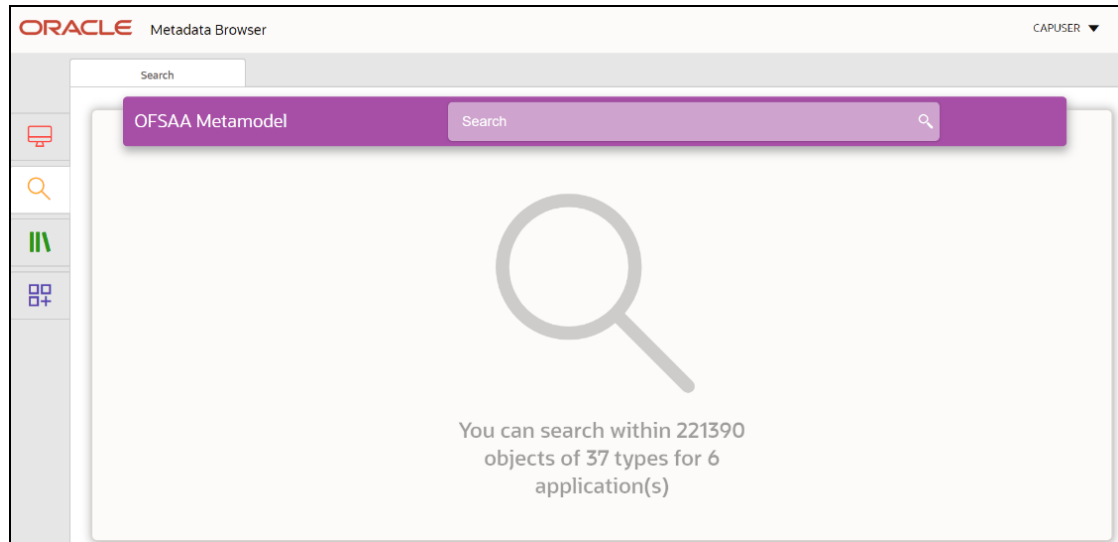 ORACLE Metadata Browser CAPUSER
Search
OFSAA Metamodel Search
You can search within 221390
objects of 37 types for 6
application(s)